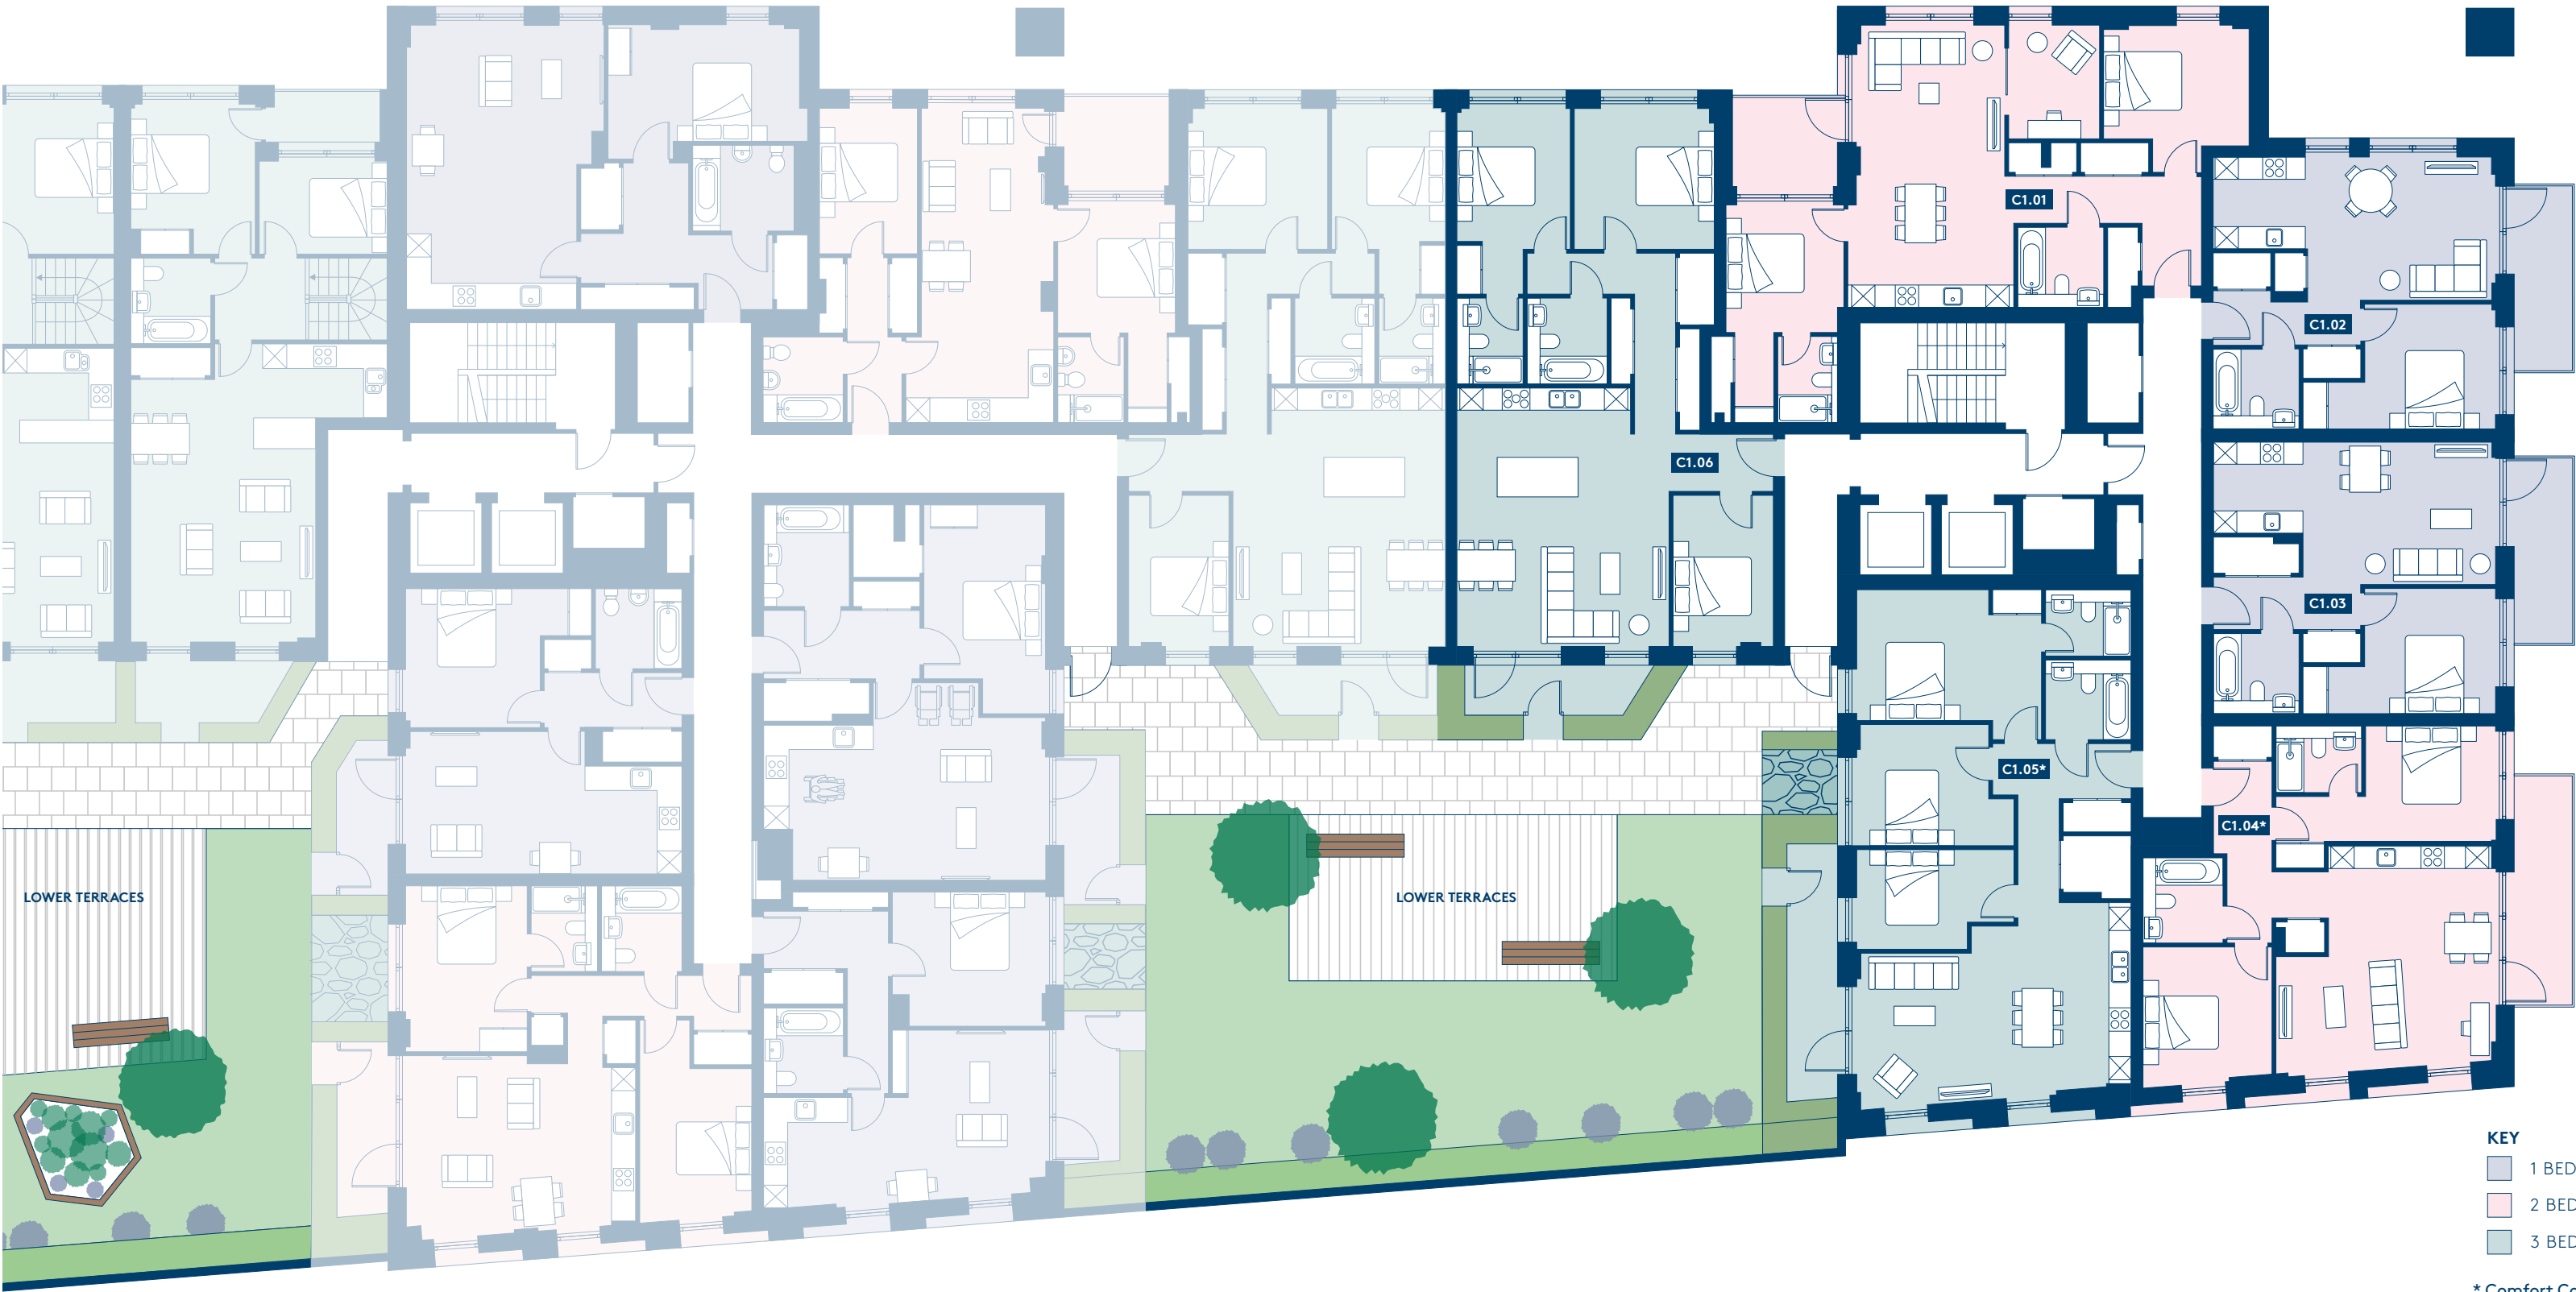 C1.01
C1.02
C1.06
C1.03
C1.05*
C1.04*
LOWER TERRACES
LOWER TERRACES
KEY
1 BED
2 BED
3 BED
* Comfort